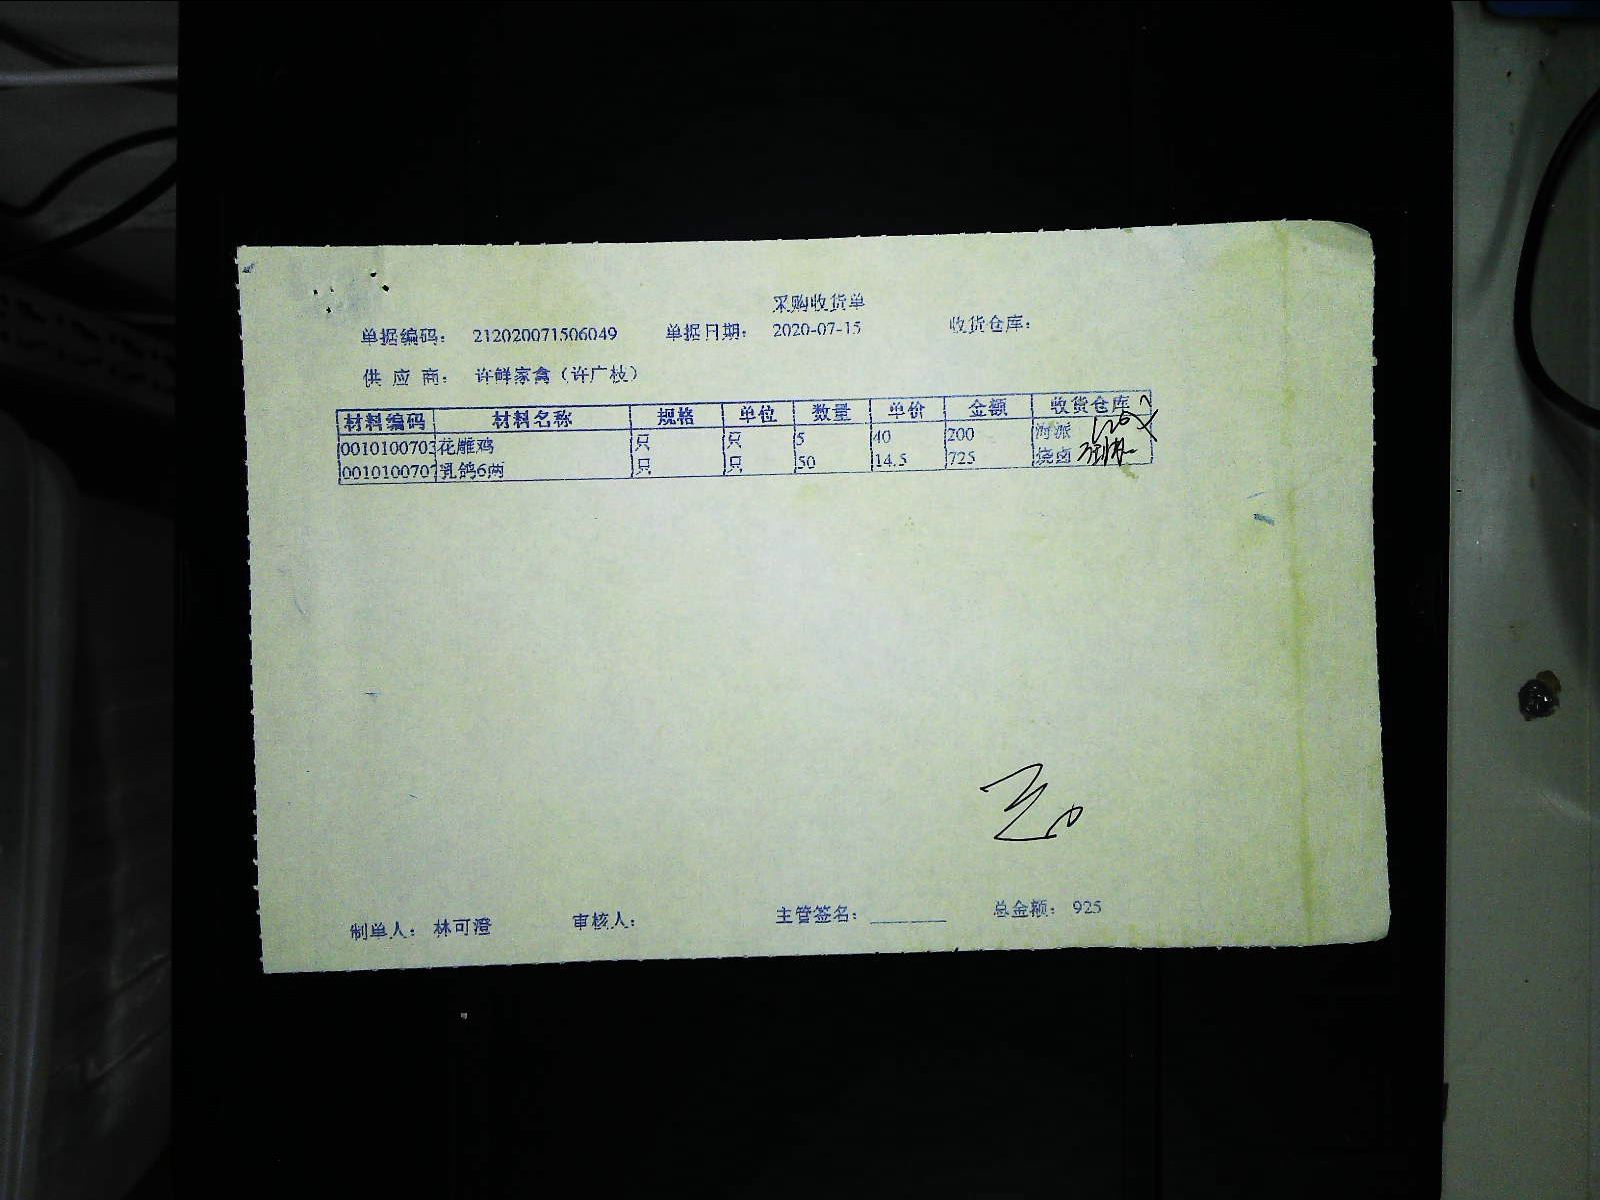 采购收货单
单据编码： 212020071506049 单据日期： 2020-07-15 收货仓库：
供 应 商： 许鲜家禽（许广枝）
材料编码 材料名称 规格 单位 数量 单价 金额 收货仓库
0010100703 花雕鸡 只 只 5 40 200 海派
0010100707 乳鸽6两 只 只 50 14.5 725 烧卤
制单人： 林可澄 审核人： 主管签名： 总金额： 925